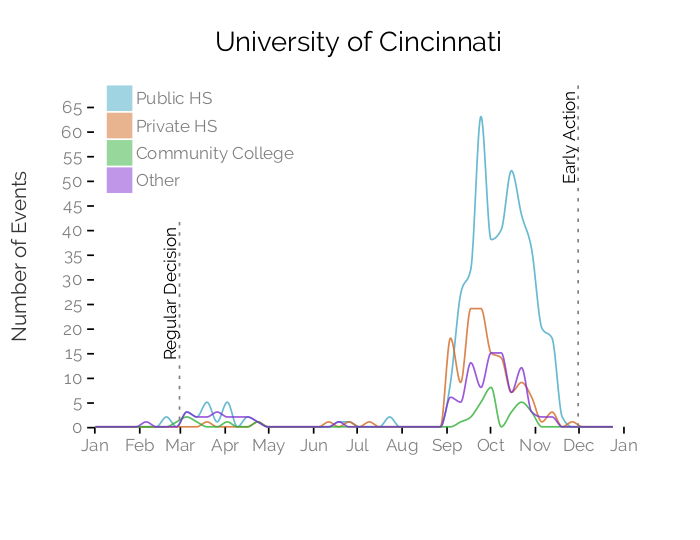 University of Cincinnati
Public HS
Private HS
Community College
Other
Number of Events
65
60
55
50
45
40
35
30
25
20
15
10
5
0
Regular Decision
Early Action
Jan Feb Mar Apr May Jun Jul Aug Sep Oct Nov Dec Jan